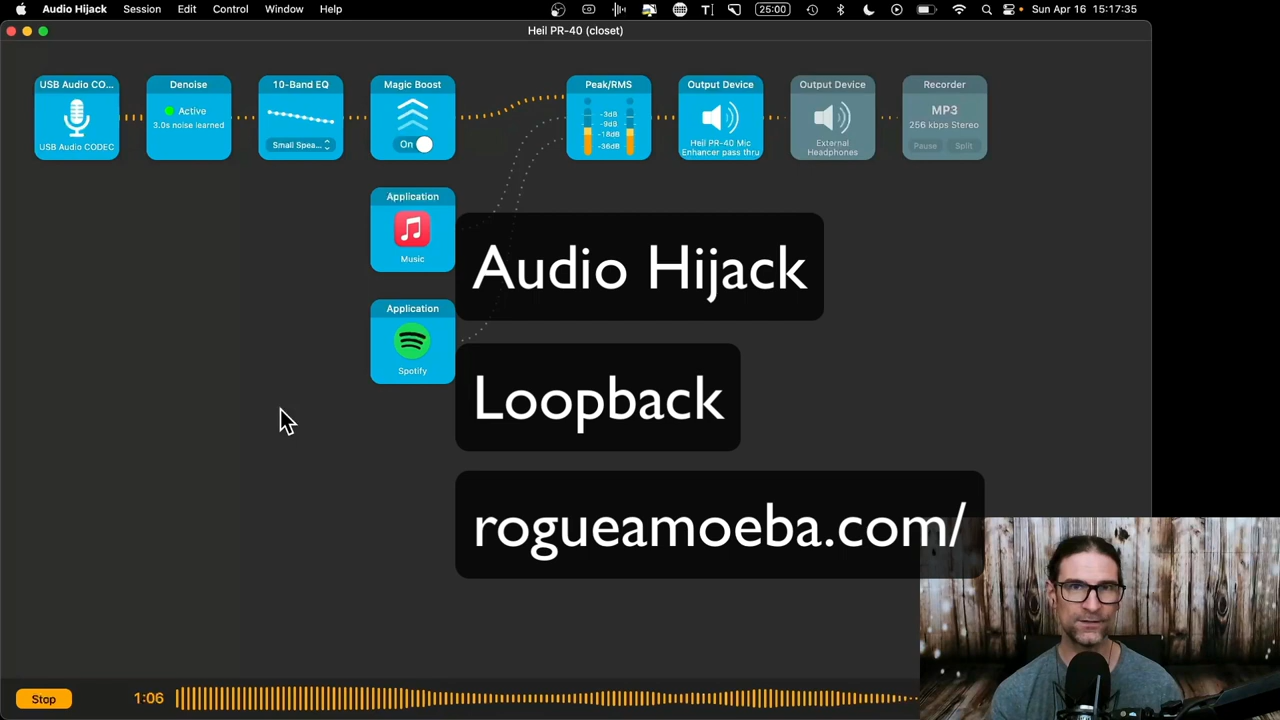 Audio Hijack Session Edit Control Window Help 25:00 Sun Apr 16 15:17:35
Heil PR-40 (closet)
USB Audio CO... Denoise 10-Band EQ Magic Boost Peak/RMS Output Device Output Device Recorder
Active
3.0s noise learned
-3dB
-9dB
-18dB
-36dB
MP3
256 kbps Stereo
USB Audio CODEC
Small Spea...
On
Heil PR-40 Mic
Enhancer pass thru
External
Headphones
Pause Split
Application
Music
Application
Spotify
Audio Hijack
Loopback
rogueamoeba.com/
Stop 1:06